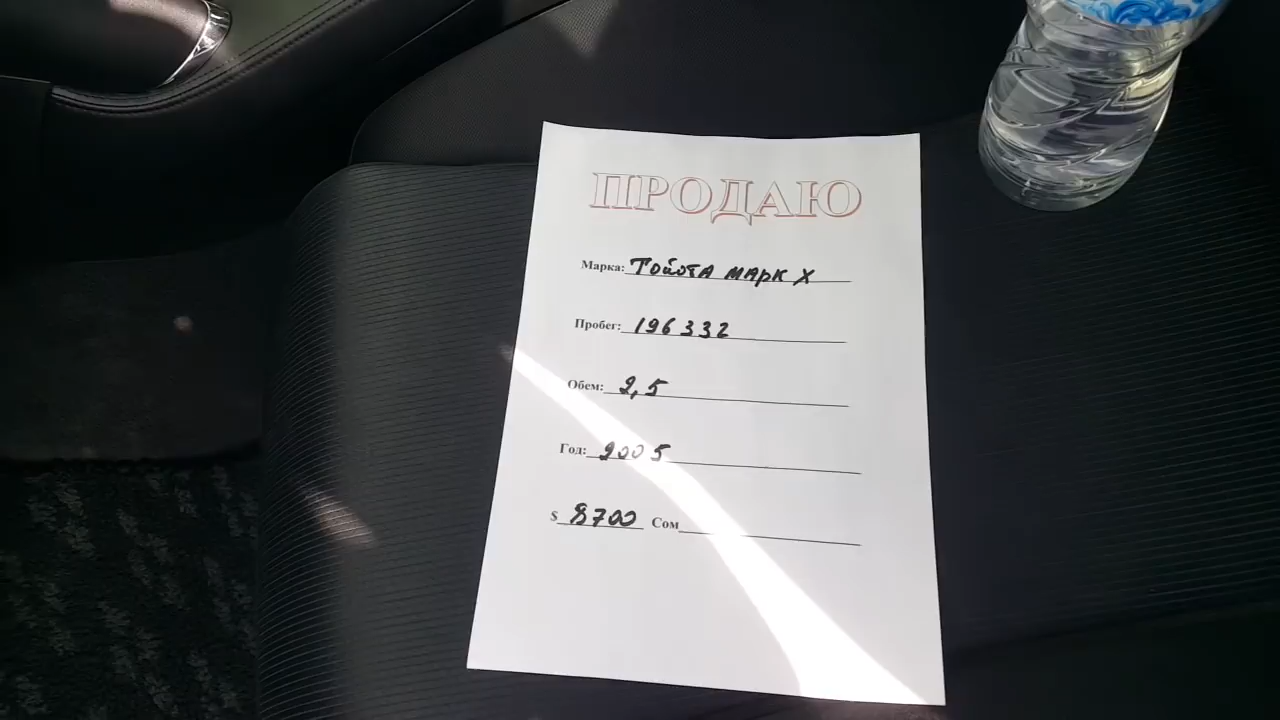 ПРОДАЮ
Марка: Тойота марк Х
Пробег: 196 332
Обем: 2,5
Год: 2005
$ 8700 Сом